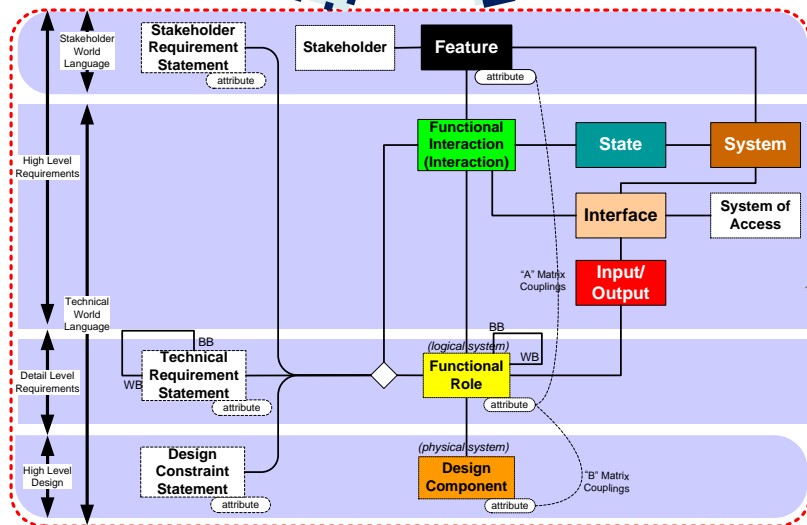 Stakeholder
World
Language
Stakeholder
Requirement
Statement
attribute
Stakeholder
Feature
attribute
High Level
Requirements
Functional
Interaction
(Interaction)
State
System
Interface
System of
Access
"A" Matrix
Couplings
Input/
Output
Technical
World
Language
BB
WB
Technical
Requirement
Statement
attribute
(logical system)
BB
WB
Functional
Role
attribute
Detail Level
Requirements
High Level
Design
Design
Constraint
Statement
attribute
(physical system)
Design
Component
attribute
"B" Matrix
Couplings